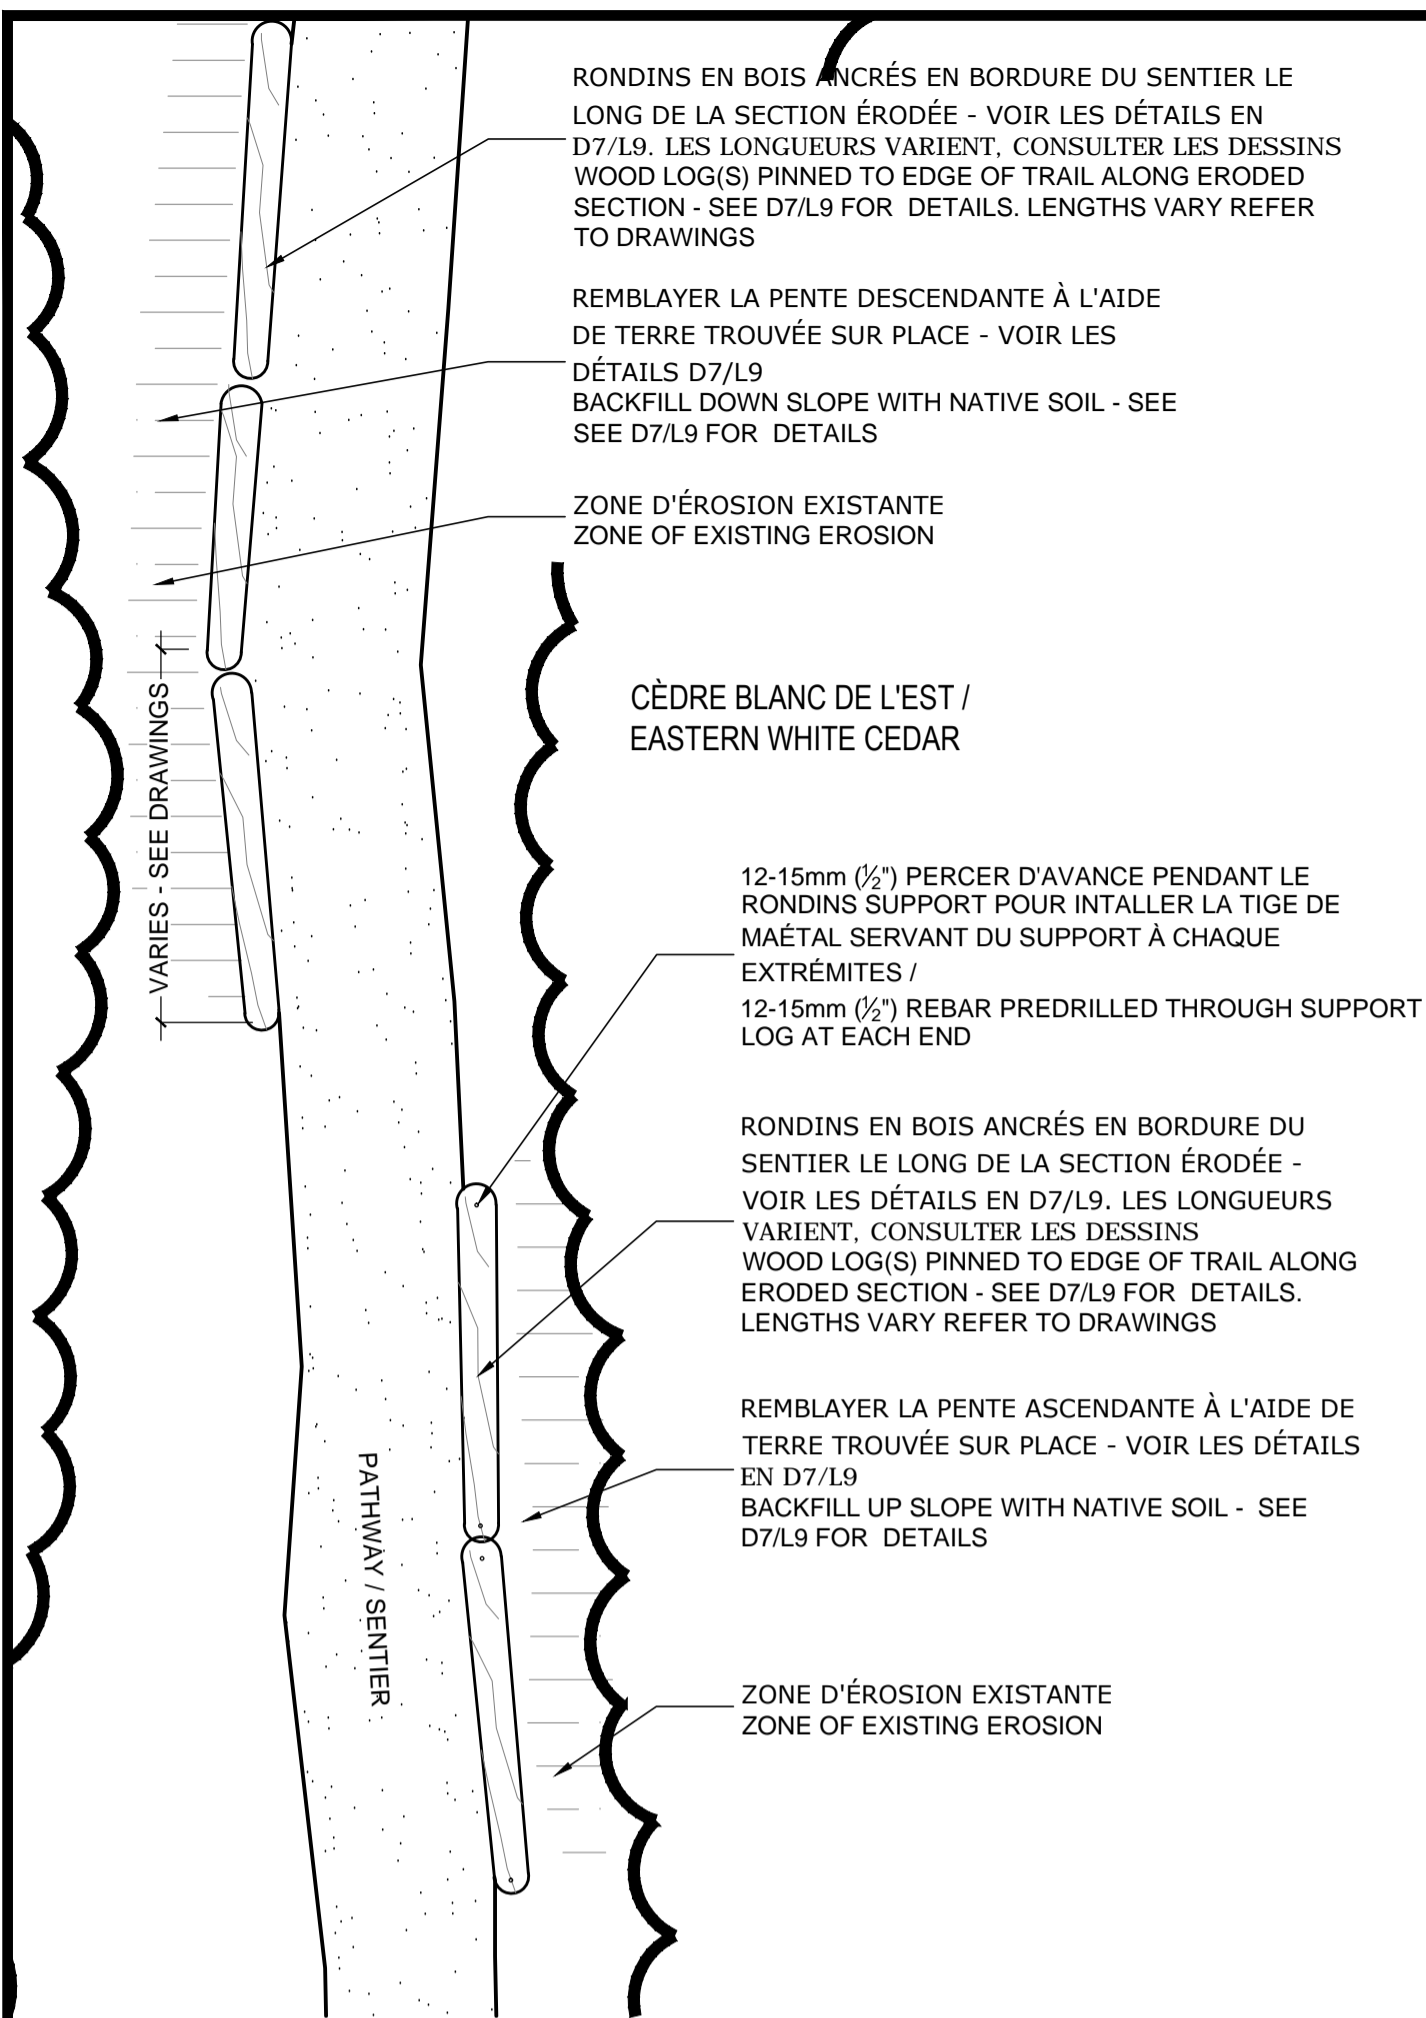 RONDINS EN BOIS ANCRÉS EN BORDURE DU SENTIER LE
LONG DE LA SECTION ÉRODÉE - VOIR LES DÉTAILS EN
D7/L9. LES LONGUEURS VARIENT, CONSULTER LES DESSINS
WOOD LOG(S) PINNED TO EDGE OF TRAIL ALONG ERODED
SECTION - SEE D7/L9 FOR DETAILS. LENGTHS VARY REFER
TO DRAWINGS
REMBLAYER LA PENTE DESCENDANTE À L'AIDE
DE TERRE TROUVÉE SUR PLACE - VOIR LES
DÉTAILS D7/L9
BACKFILL DOWN SLOPE WITH NATIVE SOIL - SEE
SEE D7/L9 FOR DETAILS
ZONE D'ÉROSION EXISTANTE
ZONE OF EXISTING EROSION
VARIES - SEE DRAWINGS
CÈDRE BLANC DE L'EST /
EASTERN WHITE CEDAR
12-15mm (½") PERCER D'AVANCE PENDANT LE
RONDINS SUPPORT POUR INTALLER LA TIGE DE
MAÉTAL SERVANT DU SUPPORT À CHAQUE
EXTRÉMITES /
12-15mm (½") REBAR PREDRILLED THROUGH SUPPORT
LOG AT EACH END
RONDINS EN BOIS ANCRÉS EN BORDURE DU
SENTIER LE LONG DE LA SECTION ÉRODÉE -
VOIR LES DÉTAILS EN D7/L9. LES LONGUEURS
VARIENT, CONSULTER LES DESSINS
WOOD LOG(S) PINNED TO EDGE OF TRAIL ALONG
ERODED SECTION - SEE D7/L9 FOR DETAILS.
LENGTHS VARY REFER TO DRAWINGS
REMBLAYER LA PENTE ASCENDANTE À L'AIDE DE
TERRE TROUVÉE SUR PLACE - VOIR LES DÉTAILS
EN D7/L9
BACKFILL UP SLOPE WITH NATIVE SOIL - SEE
D7/L9 FOR DETAILS
PATHWAY / SENTIER
ZONE D'ÉROSION EXISTANTE
ZONE OF EXISTING EROSION